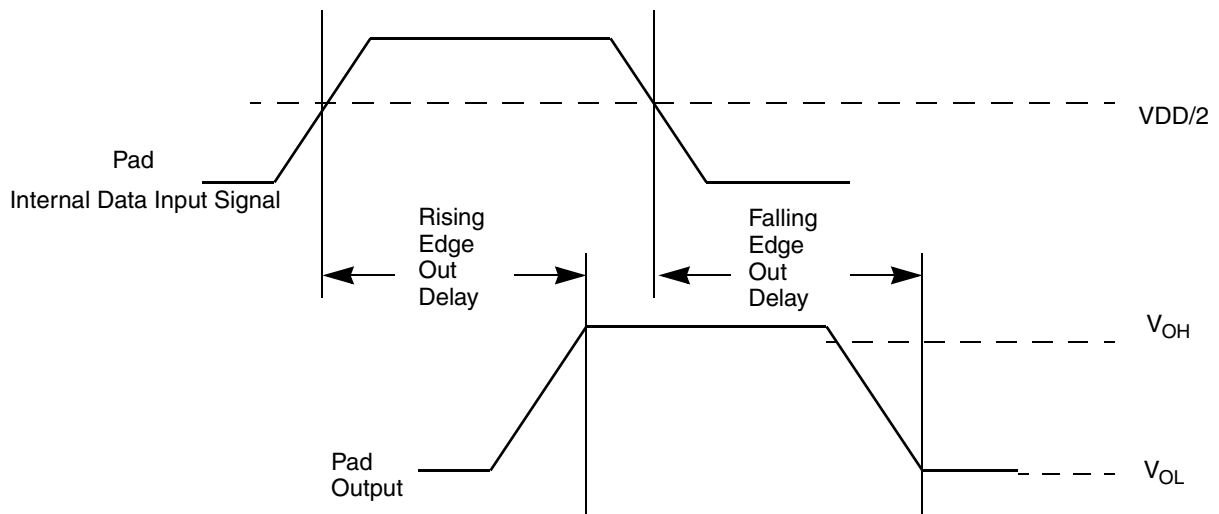 VDD/2
Pad
Internal Data Input Signal
Rising
Edge
Out
Delay
Falling
Edge
Out
Delay
VOH
Pad
Output
VOL